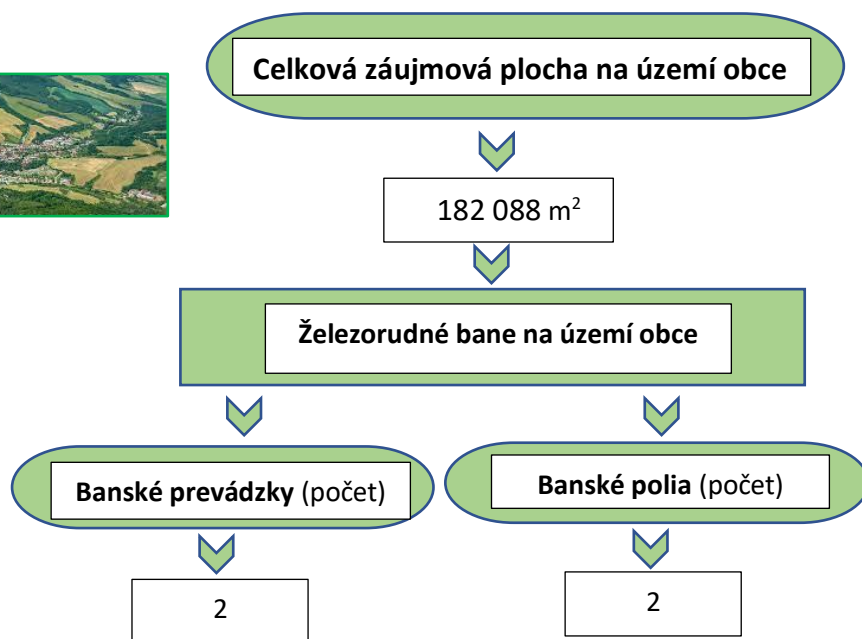 Celková záujmová plocha na území obce
182 088 m²
Železorudné bane na území obce
Banské prevádzky (počet)
Banské polia (počet)
2
2